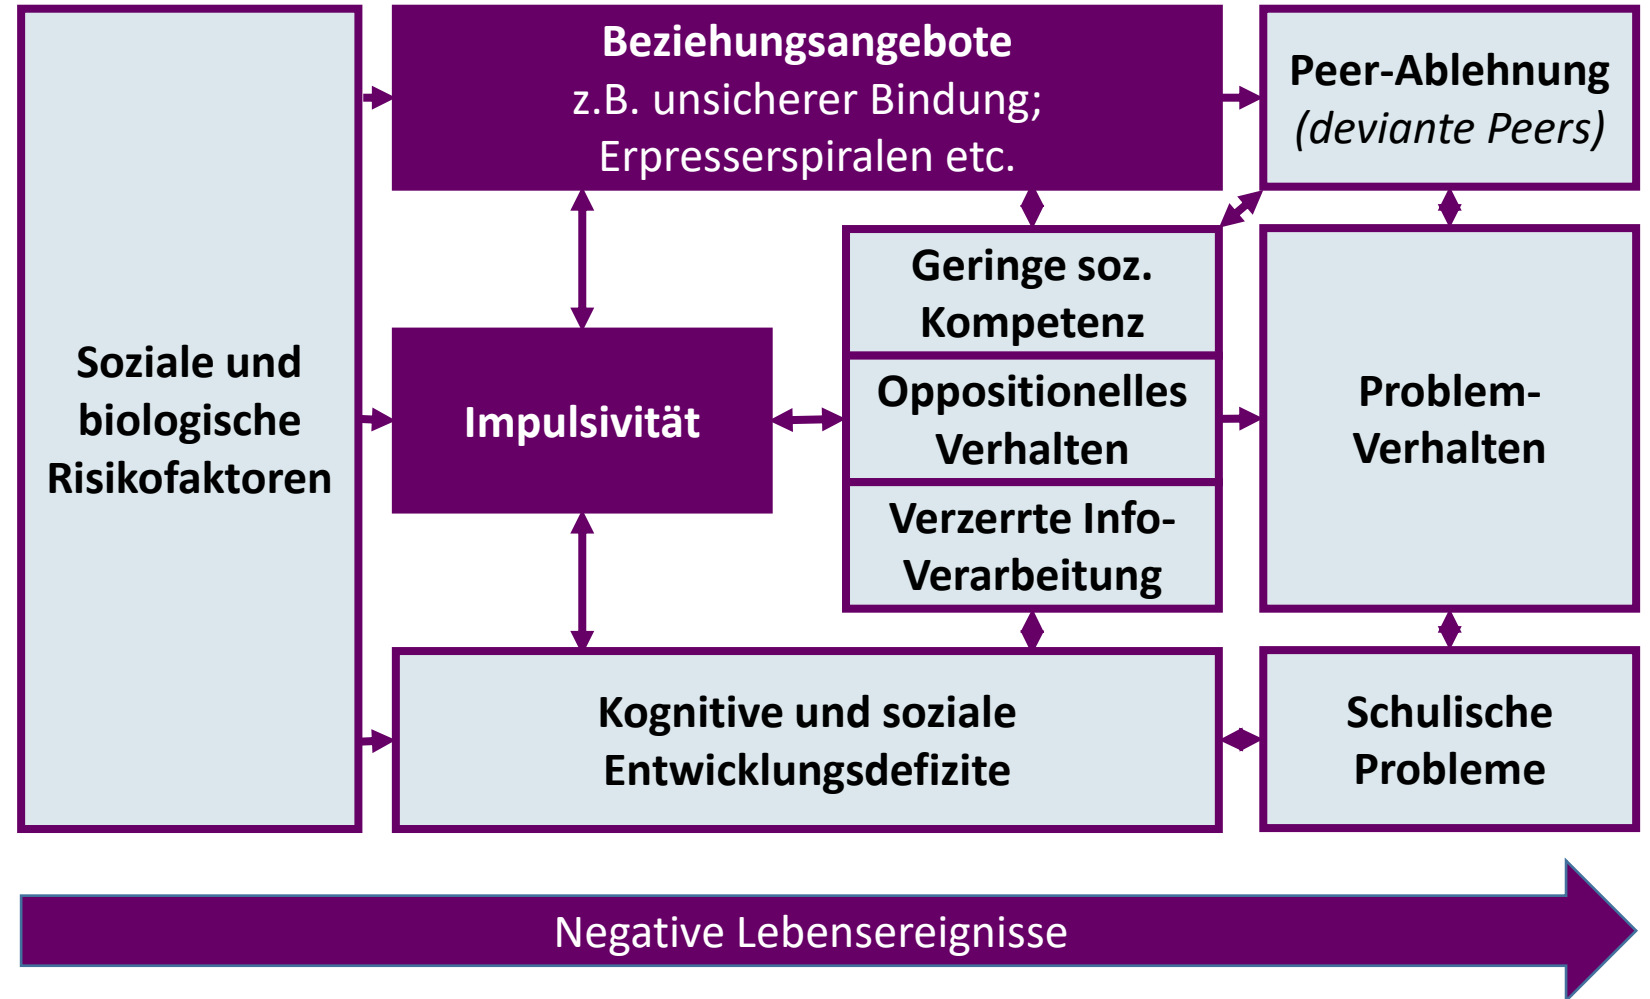 Soziale und
biologische
Risikofaktoren
Beziehungsangebote
z.B. unsicherer Bindung;
Erpresserspiralen etc.
Impulsivität
Geringe soz.
Kompetenz
Oppositionelles
Verhalten
Verzerrte Info-
Verarbeitung
Kognitive und soziale
Entwicklungsdefizite
Peer-Ablehnung
(deviante Peers)
Problem-
Verhalten
Schulische
Probleme
Negative Lebensereignisse